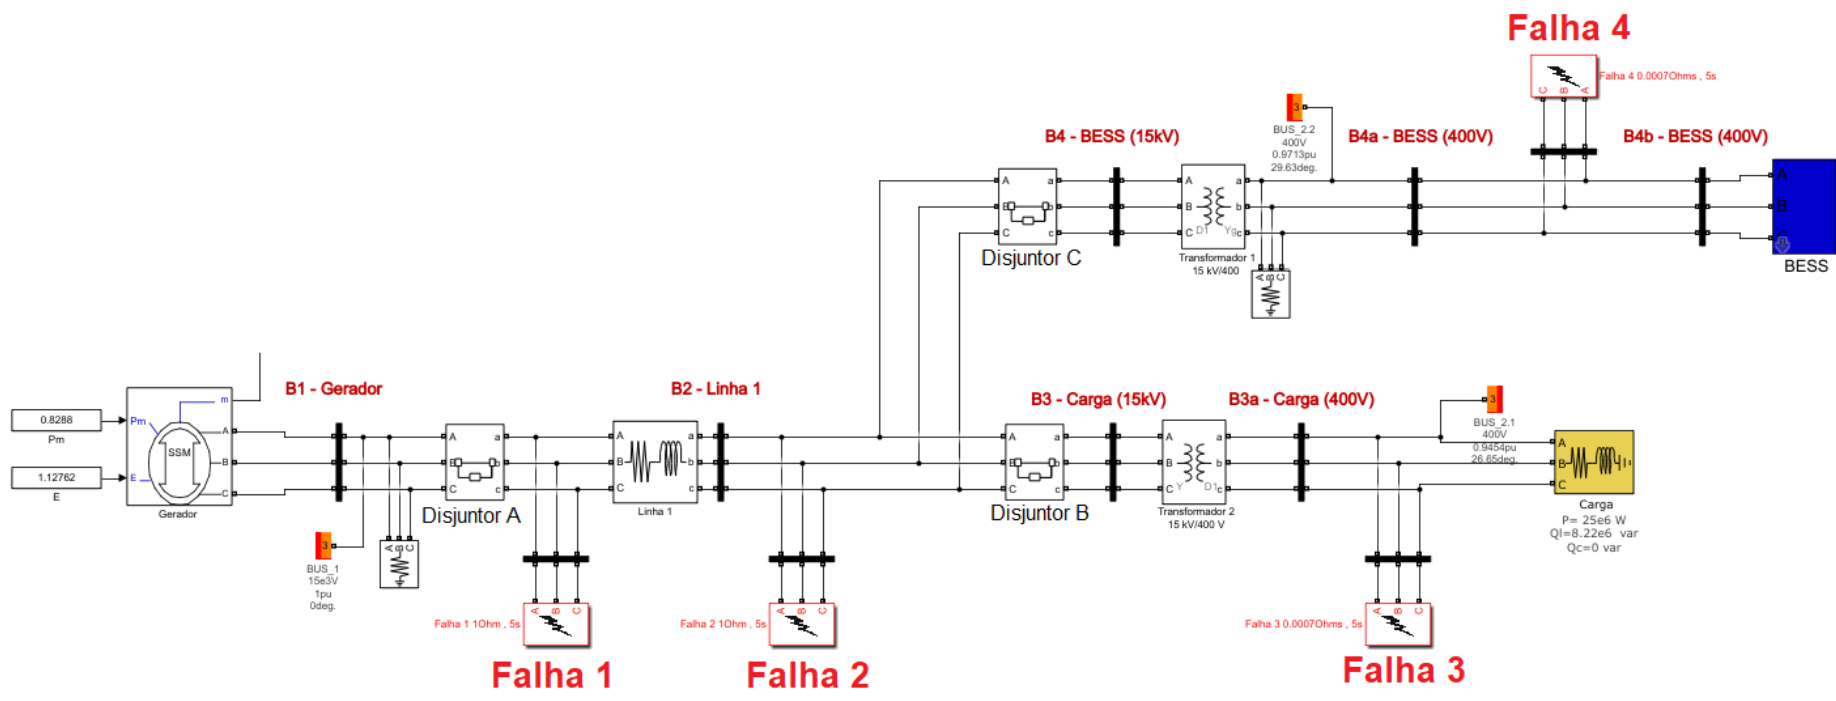 Falha 4
Falha 4 0.0007Ohms , 5s
C B A
BUS_2.2
400V
0.9713pu
29.63deg.
B4 - BESS (15kV)
B4a - BESS (400V)
B4b - BESS (400V)
A a
B b
C c
Disjuntor C
A a
B b
C c
D1 Yg
Transformador 1
15 kV/400
A B C
A
B
C
BESS
0.8288
Pm
1.12762
E
m
Pm
E
SSM
A
B
C
Gerador
B1 - Gerador
BUS_1
15e3V
1pu
0deg.
A B C
A a
B b
C c
Disjuntor A
B2 - Linha 1
A a
B b
C c
Linha 1
B3 - Carga (15kV)
A a
B b
C c
Disjuntor B
B3a - Carga (400V)
A a
B b
C c
Y D1
Transformador 2
15 kV/400 V
BUS_2.1
400V
0.9454pu
26.65deg.
A
B
C
Carga
P= 25e6 W
Ql=8.22e6 var
Qc=0 var
A B C
Falha 1 1Ohm , 5s
Falha 1
A B C
Falha 2 1Ohm , 5s
Falha 2
A B C
Falha 3 0.0007Ohms , 5s
Falha 3